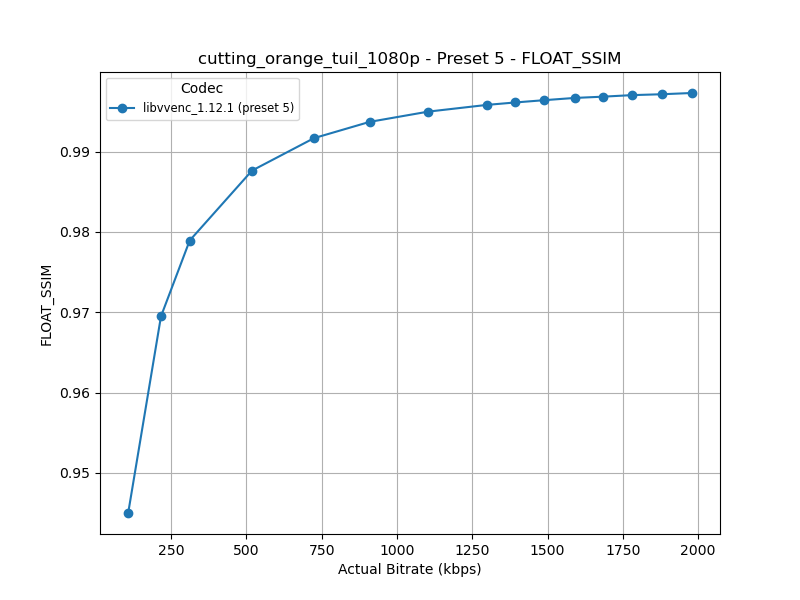 cutting_orange_tuil_1080p - Preset 5 - FLOAT_SSIM
Codec
libvvenc_1.12.1 (preset 5)
0.99
0.98
0.97
0.96
0.95
FLOAT_SSIM
250 500 750 1000 1250 1500 1750 2000
Actual Bitrate (kbps)